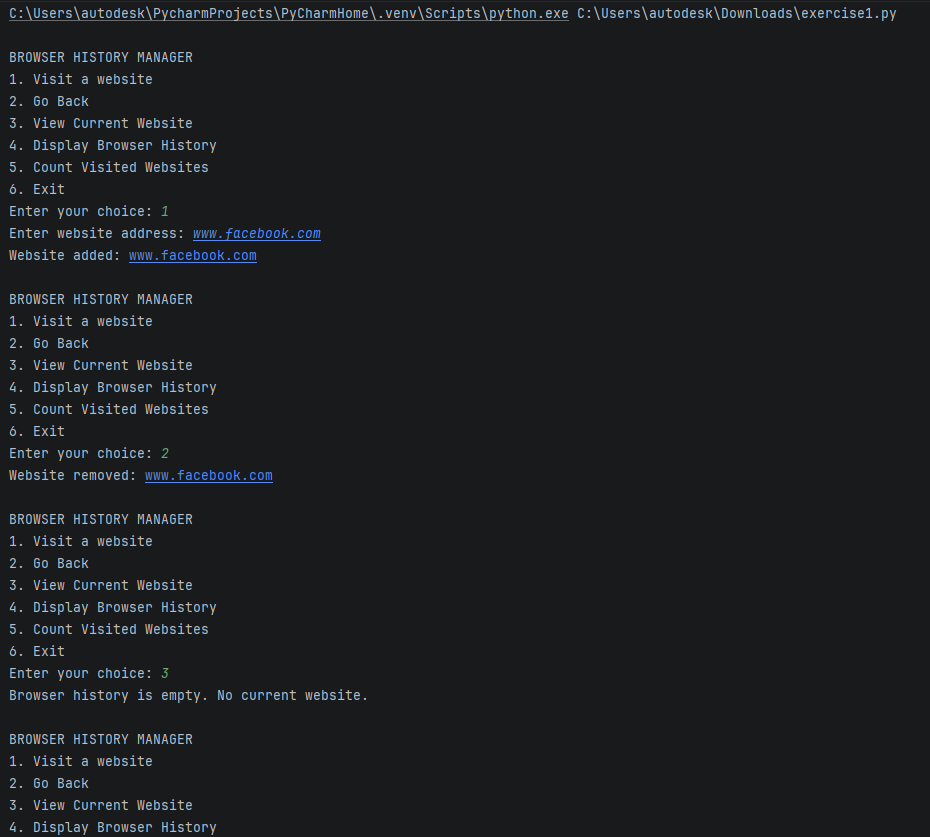 C:\Users\autodesk\PycharmProjects\PyCharmHome\.venv\Scripts\python.exe C:\Users\autodesk\Downloads\exercise1.py
BROWSER HISTORY MANAGER
1. Visit a website
2. Go Back
3. View Current Website
4. Display Browser History
5. Count Visited Websites
6. Exit
Enter your choice: 1
Enter website address: www.facebook.com
Website added: www.facebook.com
BROWSER HISTORY MANAGER
1. Visit a website
2. Go Back
3. View Current Website
4. Display Browser History
5. Count Visited Websites
6. Exit
Enter your choice: 2
Website removed: www.facebook.com
BROWSER HISTORY MANAGER
1. Visit a website
2. Go Back
3. View Current Website
4. Display Browser History
5. Count Visited Websites
6. Exit
Enter your choice: 3
Browser history is empty. No current website.
BROWSER HISTORY MANAGER
1. Visit a website
2. Go Back
3. View Current Website
4. Display Browser History